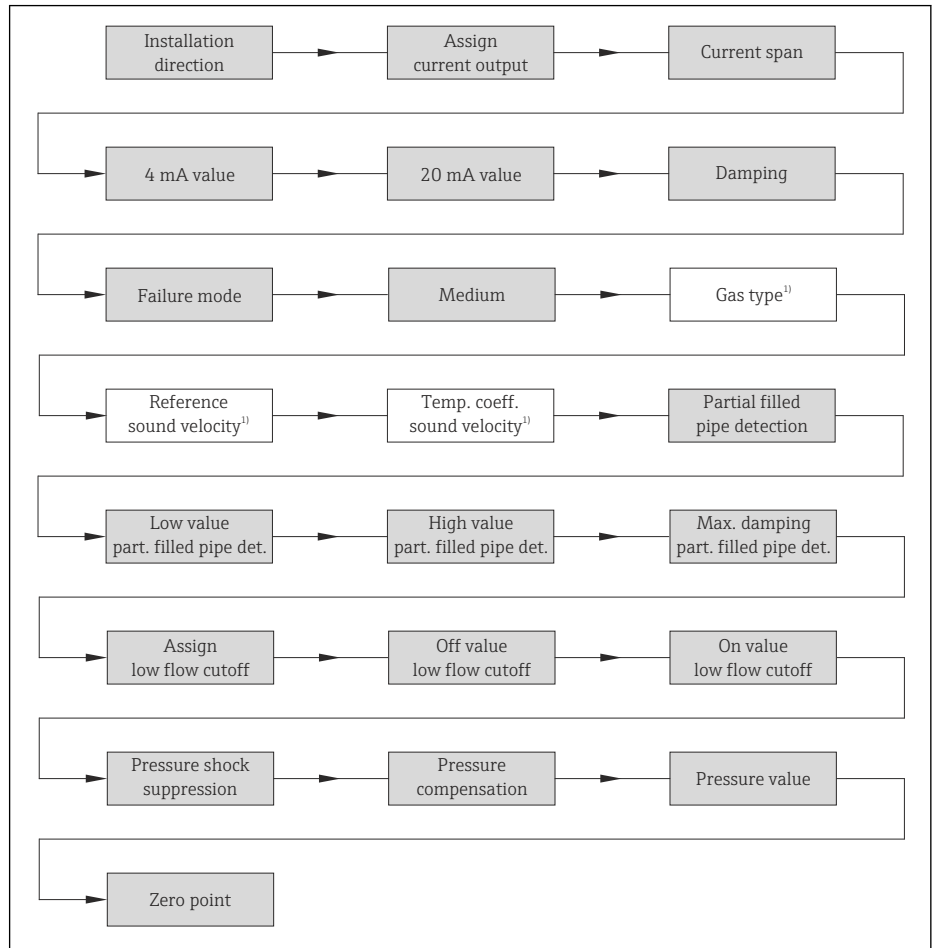 Installation
direction
Assign
current output
Current span
4 mA value
20 mA value
Damping
Failure mode
Medium
Gas type¹⁾
Reference
sound velocity¹⁾
Temp. coeff.
sound velocity¹⁾
Partial filled
pipe detection
Low value
part. filled pipe det.
High value
part. filled pipe det.
Max. damping
part. filled pipe det.
Assign
low flow cutoff
Off value
low flow cutoff
On value
low flow cutoff
Pressure shock
suppression
Pressure
compensation
Pressure value
Zero point